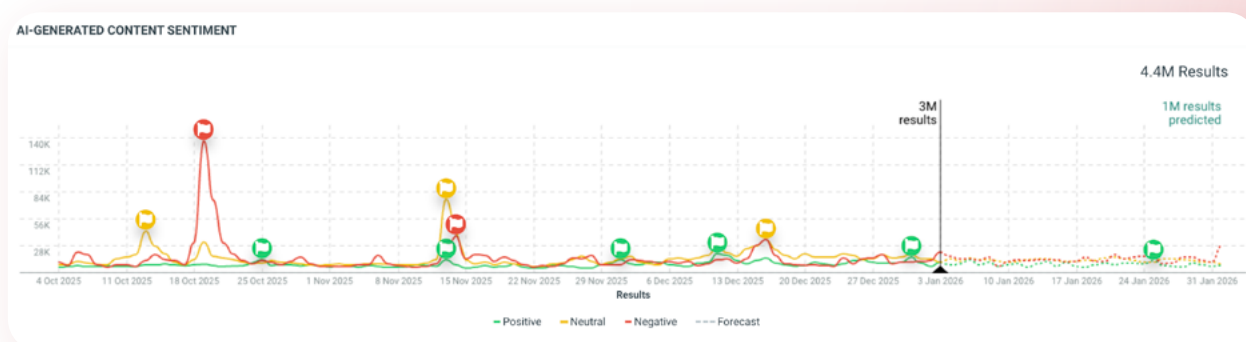 AI-GENERATED CONTENT SENTIMENT
4.4M Results
3M
results
1M results
predicted
140K
112K
84K
56K
28K
4 Oct 2025 11 Oct 2025 18 Oct 2025 25 Oct 2025 1 Nov 2025 8 Nov 2025 15 Nov 2025 22 Nov 2025 29 Nov 2025 6 Dec 2025 13 Dec 2025 20 Dec 2025 27 Dec 2025 3 Jan 2026 10 Jan 2026 17 Jan 2026 24 Jan 2026 31 Jan 2026
Results
Positive Neutral Negative Forecast